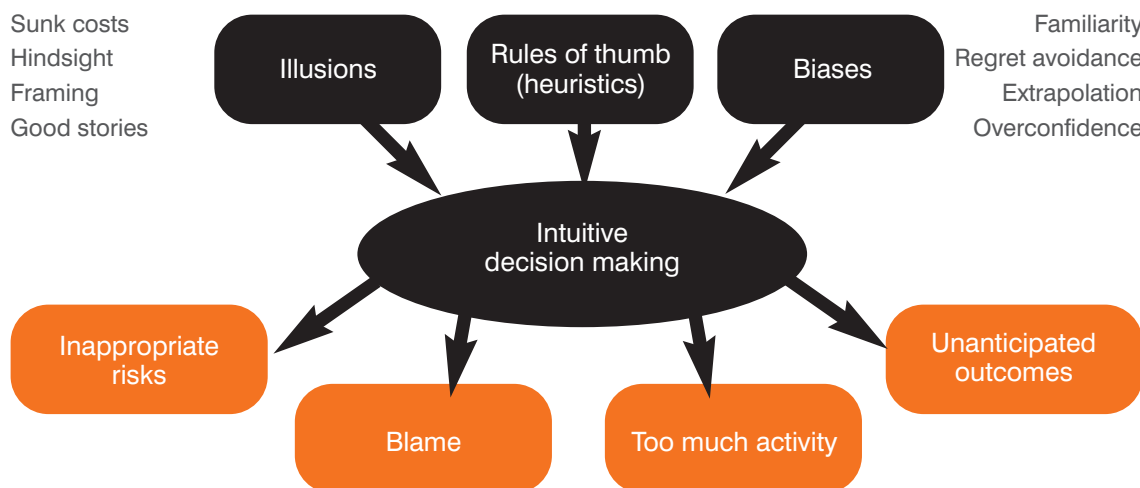 Sunk costs
Hindsight
Framing
Good stories
Illusions
Rules of thumb
(heuristics)
Biases
Familiarity
Regret avoidance
Extrapolation
Overconfidence
Intuitive
decision making
Inappropriate
risks
Blame
Too much activity
Unanticipated
outcomes